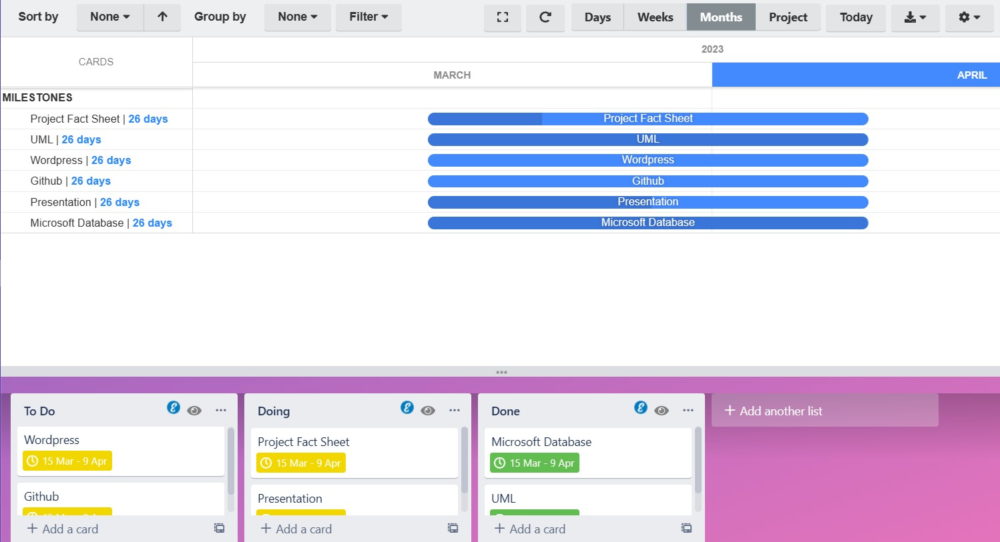 Sort by None Group by None Filter Days Weeks Months Project Today
2023
CARDS
MARCH APRIL
MILESTONES
Project Fact Sheet | 26 days Project Fact Sheet
UML | 26 days UML
Wordpress | 26 days Wordpress
Github | 26 days Github
Presentation | 26 days Presentation
Microsoft Database | 26 days Microsoft Database
To Do
Wordpress
15 Mar - 9 Apr
Github
+ Add a card
Doing
Project Fact Sheet
15 Mar - 9 Apr
Presentation
+ Add a card
Done
Microsoft Database
15 Mar - 9 Apr
UML
+ Add a card
+ Add another list